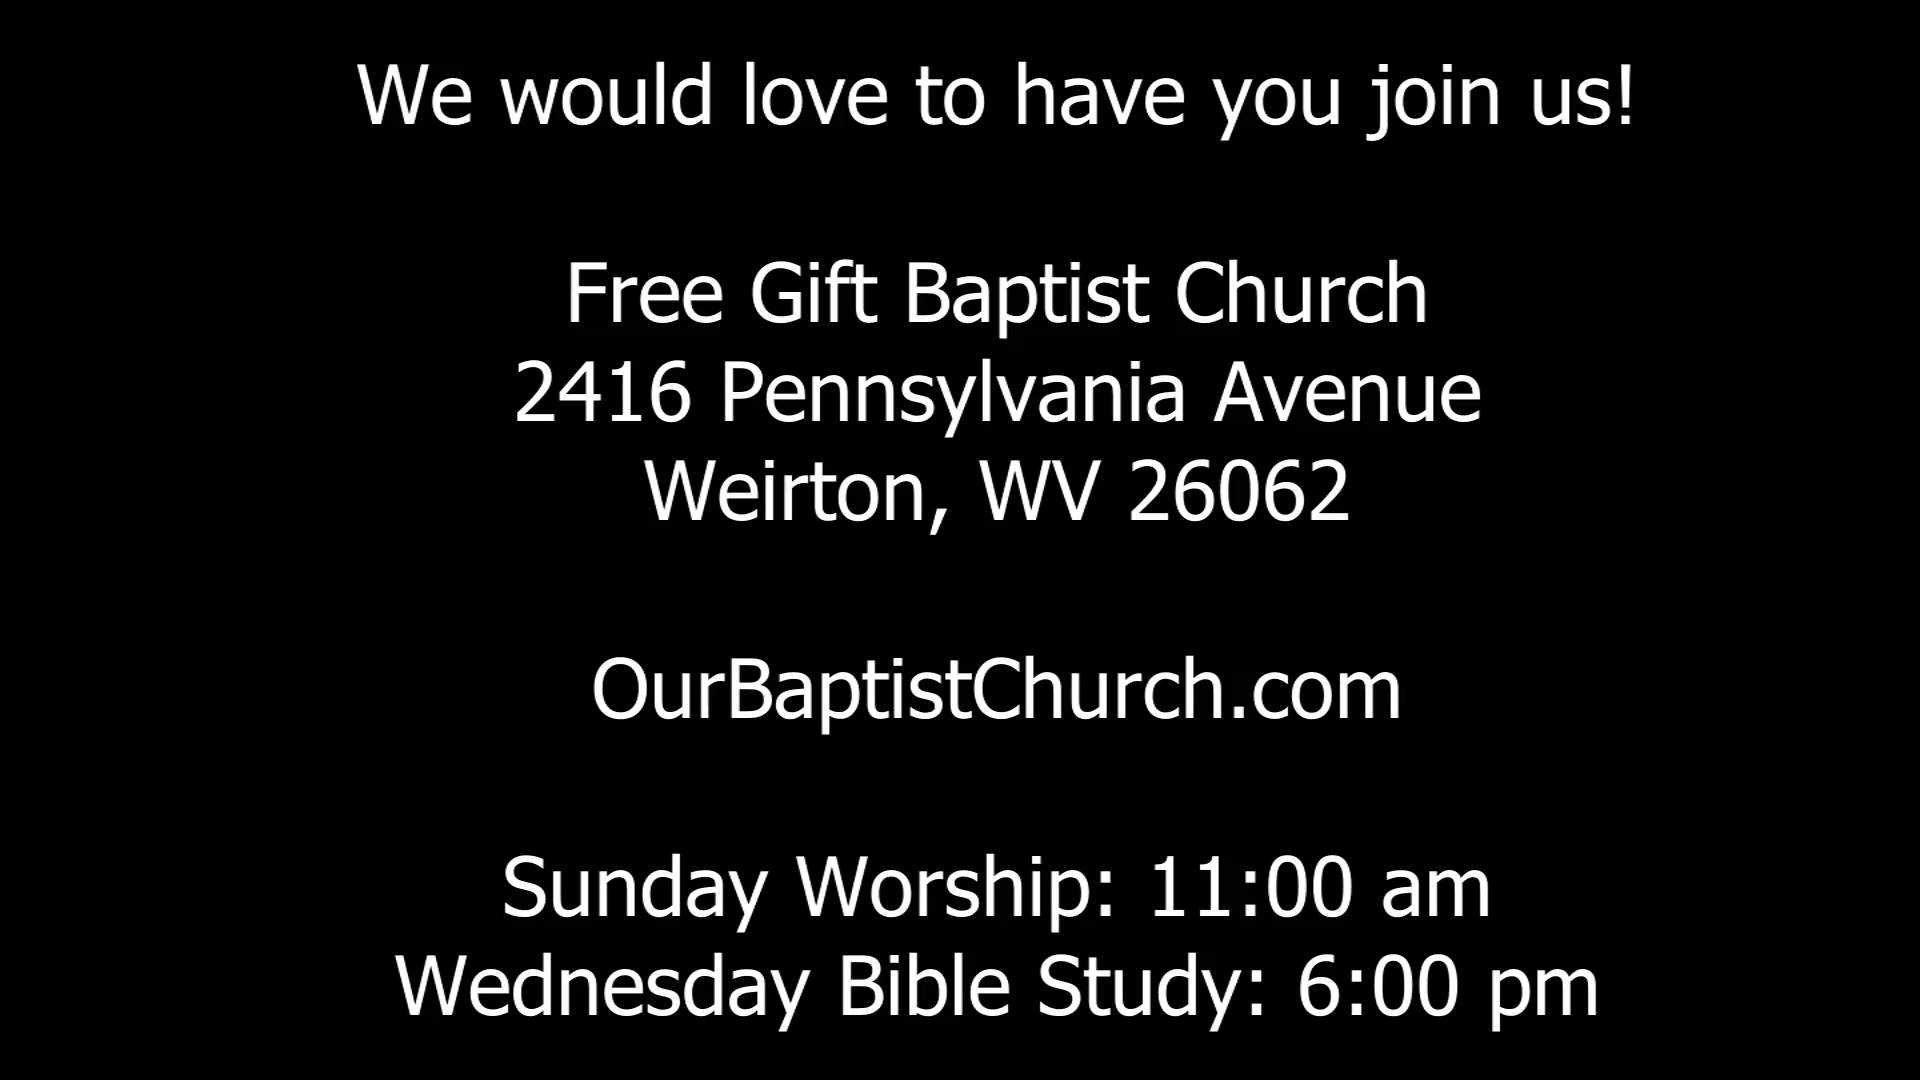 We would love to have you join us!
Free Gift Baptist Church
2416 Pennsylvania Avenue
Weirton, WV 26062
OurBaptistChurch.com
Sunday Worship: 11:00 am
Wednesday Bible Study: 6:00 pm